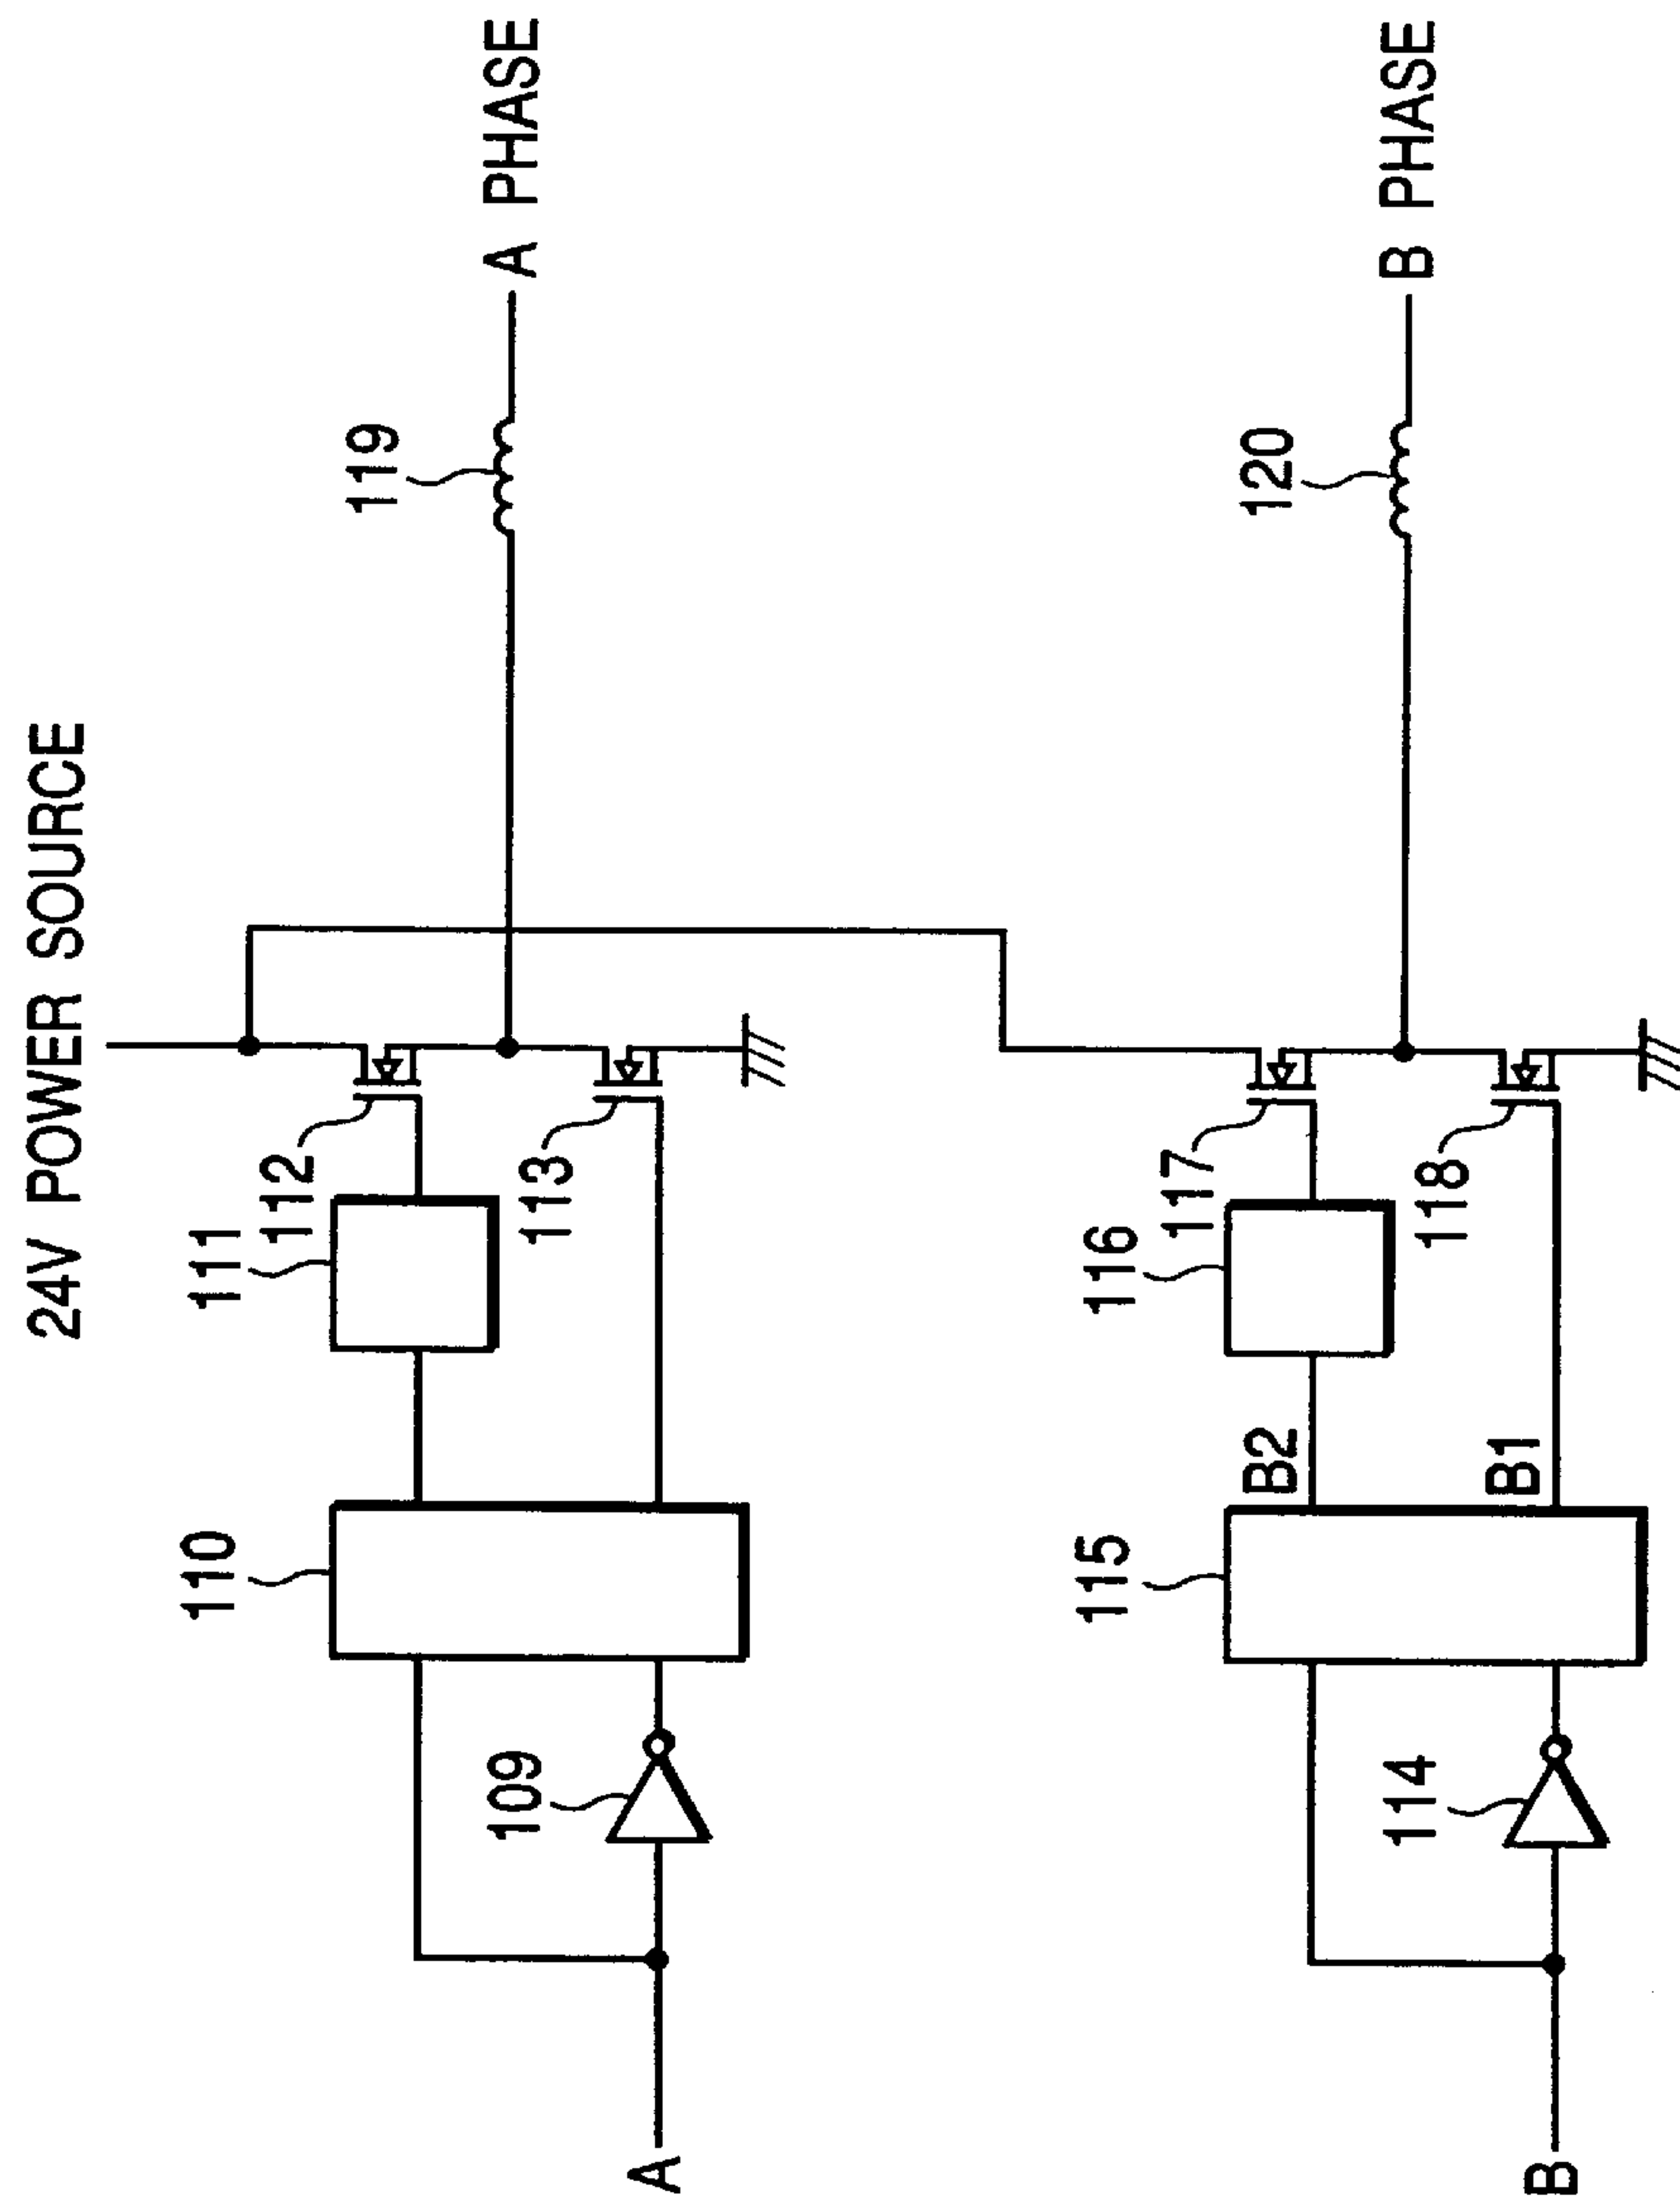 24V POWER SOURCE
A
109
110
111
112
113
119
A PHASE
B
114
115
B2
B1
116
117
118
120
B PHASE